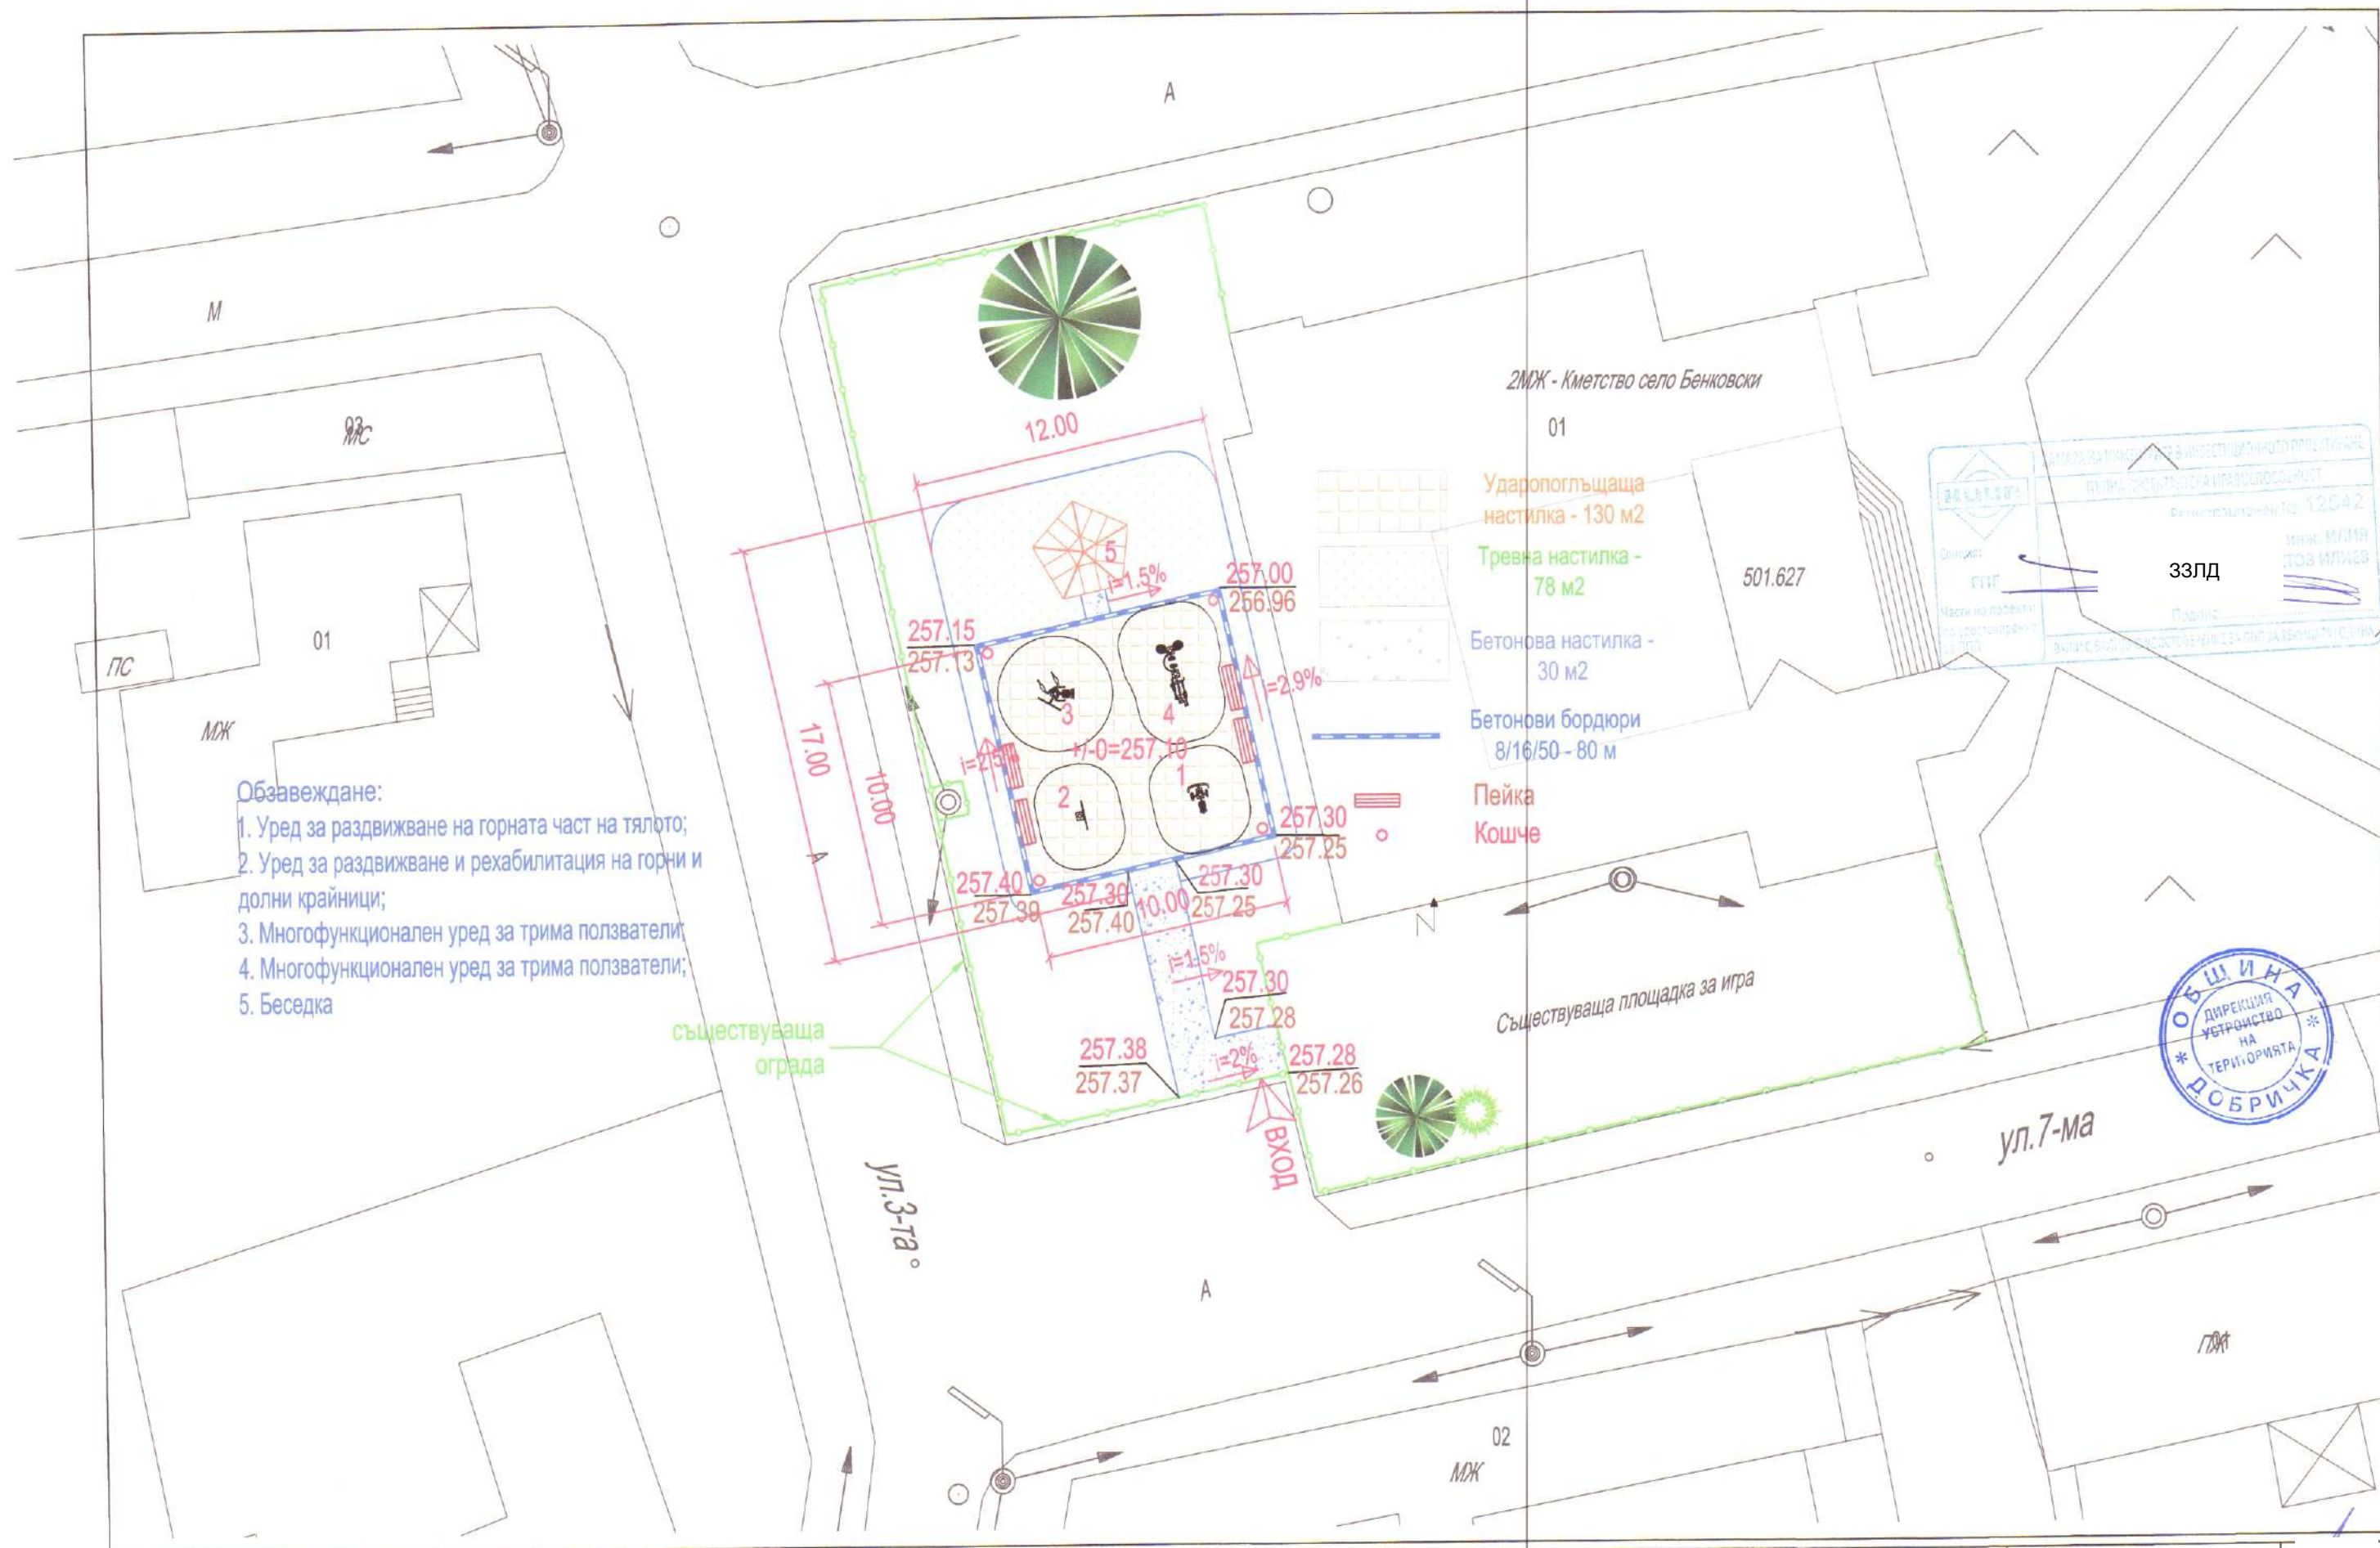 А
М
МС
01
ПС
МЖ
2МЖ - Кметство село Бенковски
01
501.627
Удaропоглъщаща
настилка - 130 м2
Тревна настилка -
78 м2
Бетонова настилка -
30 м2
Бетонови бордюри
8/16/50 - 80 м
Пейка
Кошче
12.00
5
i=1.5%
257.00
256.96
257.15
257.13
3
4
i=2.9%
+/-0=257.10
i=2.5%
2
1
17.00
10.00
257.30
257.25
257.40
257.39
257.30
257.40
10.00
257.30
257.25
i=1.5%
257.30
257.28
257.38
257.37
i=2%
257.28
257.26
ВХОД
А
Обзавеждане:
1. Уред за раздвижване на горната част на тялото;
2. Уред за раздвижване и рехабилитация на горни и
долни крайници;
3. Многофункционален уред за трима ползватели;
4. Многофункционален уред за трима ползватели;
5. Беседка
съществуваща
ограда
N
Съществуваща площадка за игра
ул.3-та
ул.7-ма
А
02
МЖ
12542
ЗЗЛД
ОБЩИНА
ДОБРИЧКА
ДИРЕКЦИЯ
УСТРОЙСТВО
НА
ТЕРИТОРИЯТА